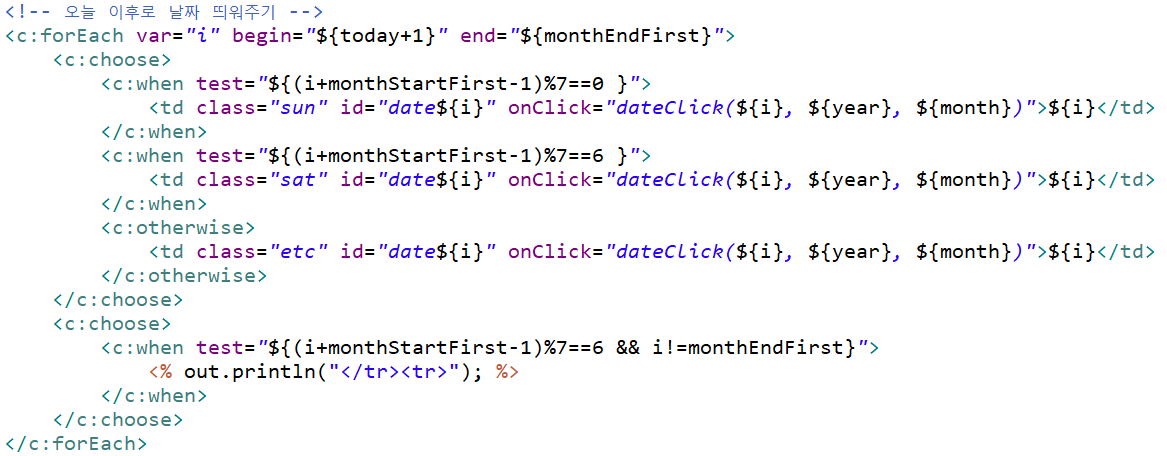 <!-- 오늘 이후로 날짜 띄워주기 -->
<c:forEach var="i" begin="${today+1}" end="${monthEndFirst}">
    <c:choose>
        <c:when test="${(i+monthStartFirst-1)%7==0 }">
            <td class="sun" id="date${i}" onClick="dateClick(${i}, ${year}, ${month})">${i}</td>
        </c:when>
        <c:when test="${(i+monthStartFirst-1)%7==6 }">
            <td class="sat" id="date${i}" onClick="dateClick(${i}, ${year}, ${month})">${i}</td>
        </c:when>
        <c:otherwise>
            <td class="etc" id="date${i}" onClick="dateClick(${i}, ${year}, ${month})">${i}</td>
        </c:otherwise>
    </c:choose>
    <c:choose>
        <c:when test="${(i+monthStartFirst-1)%7==6 && i!=monthEndFirst}">
            <% out.println("</tr><tr>"); %>
        </c:when>
    </c:choose>
</c:forEach>